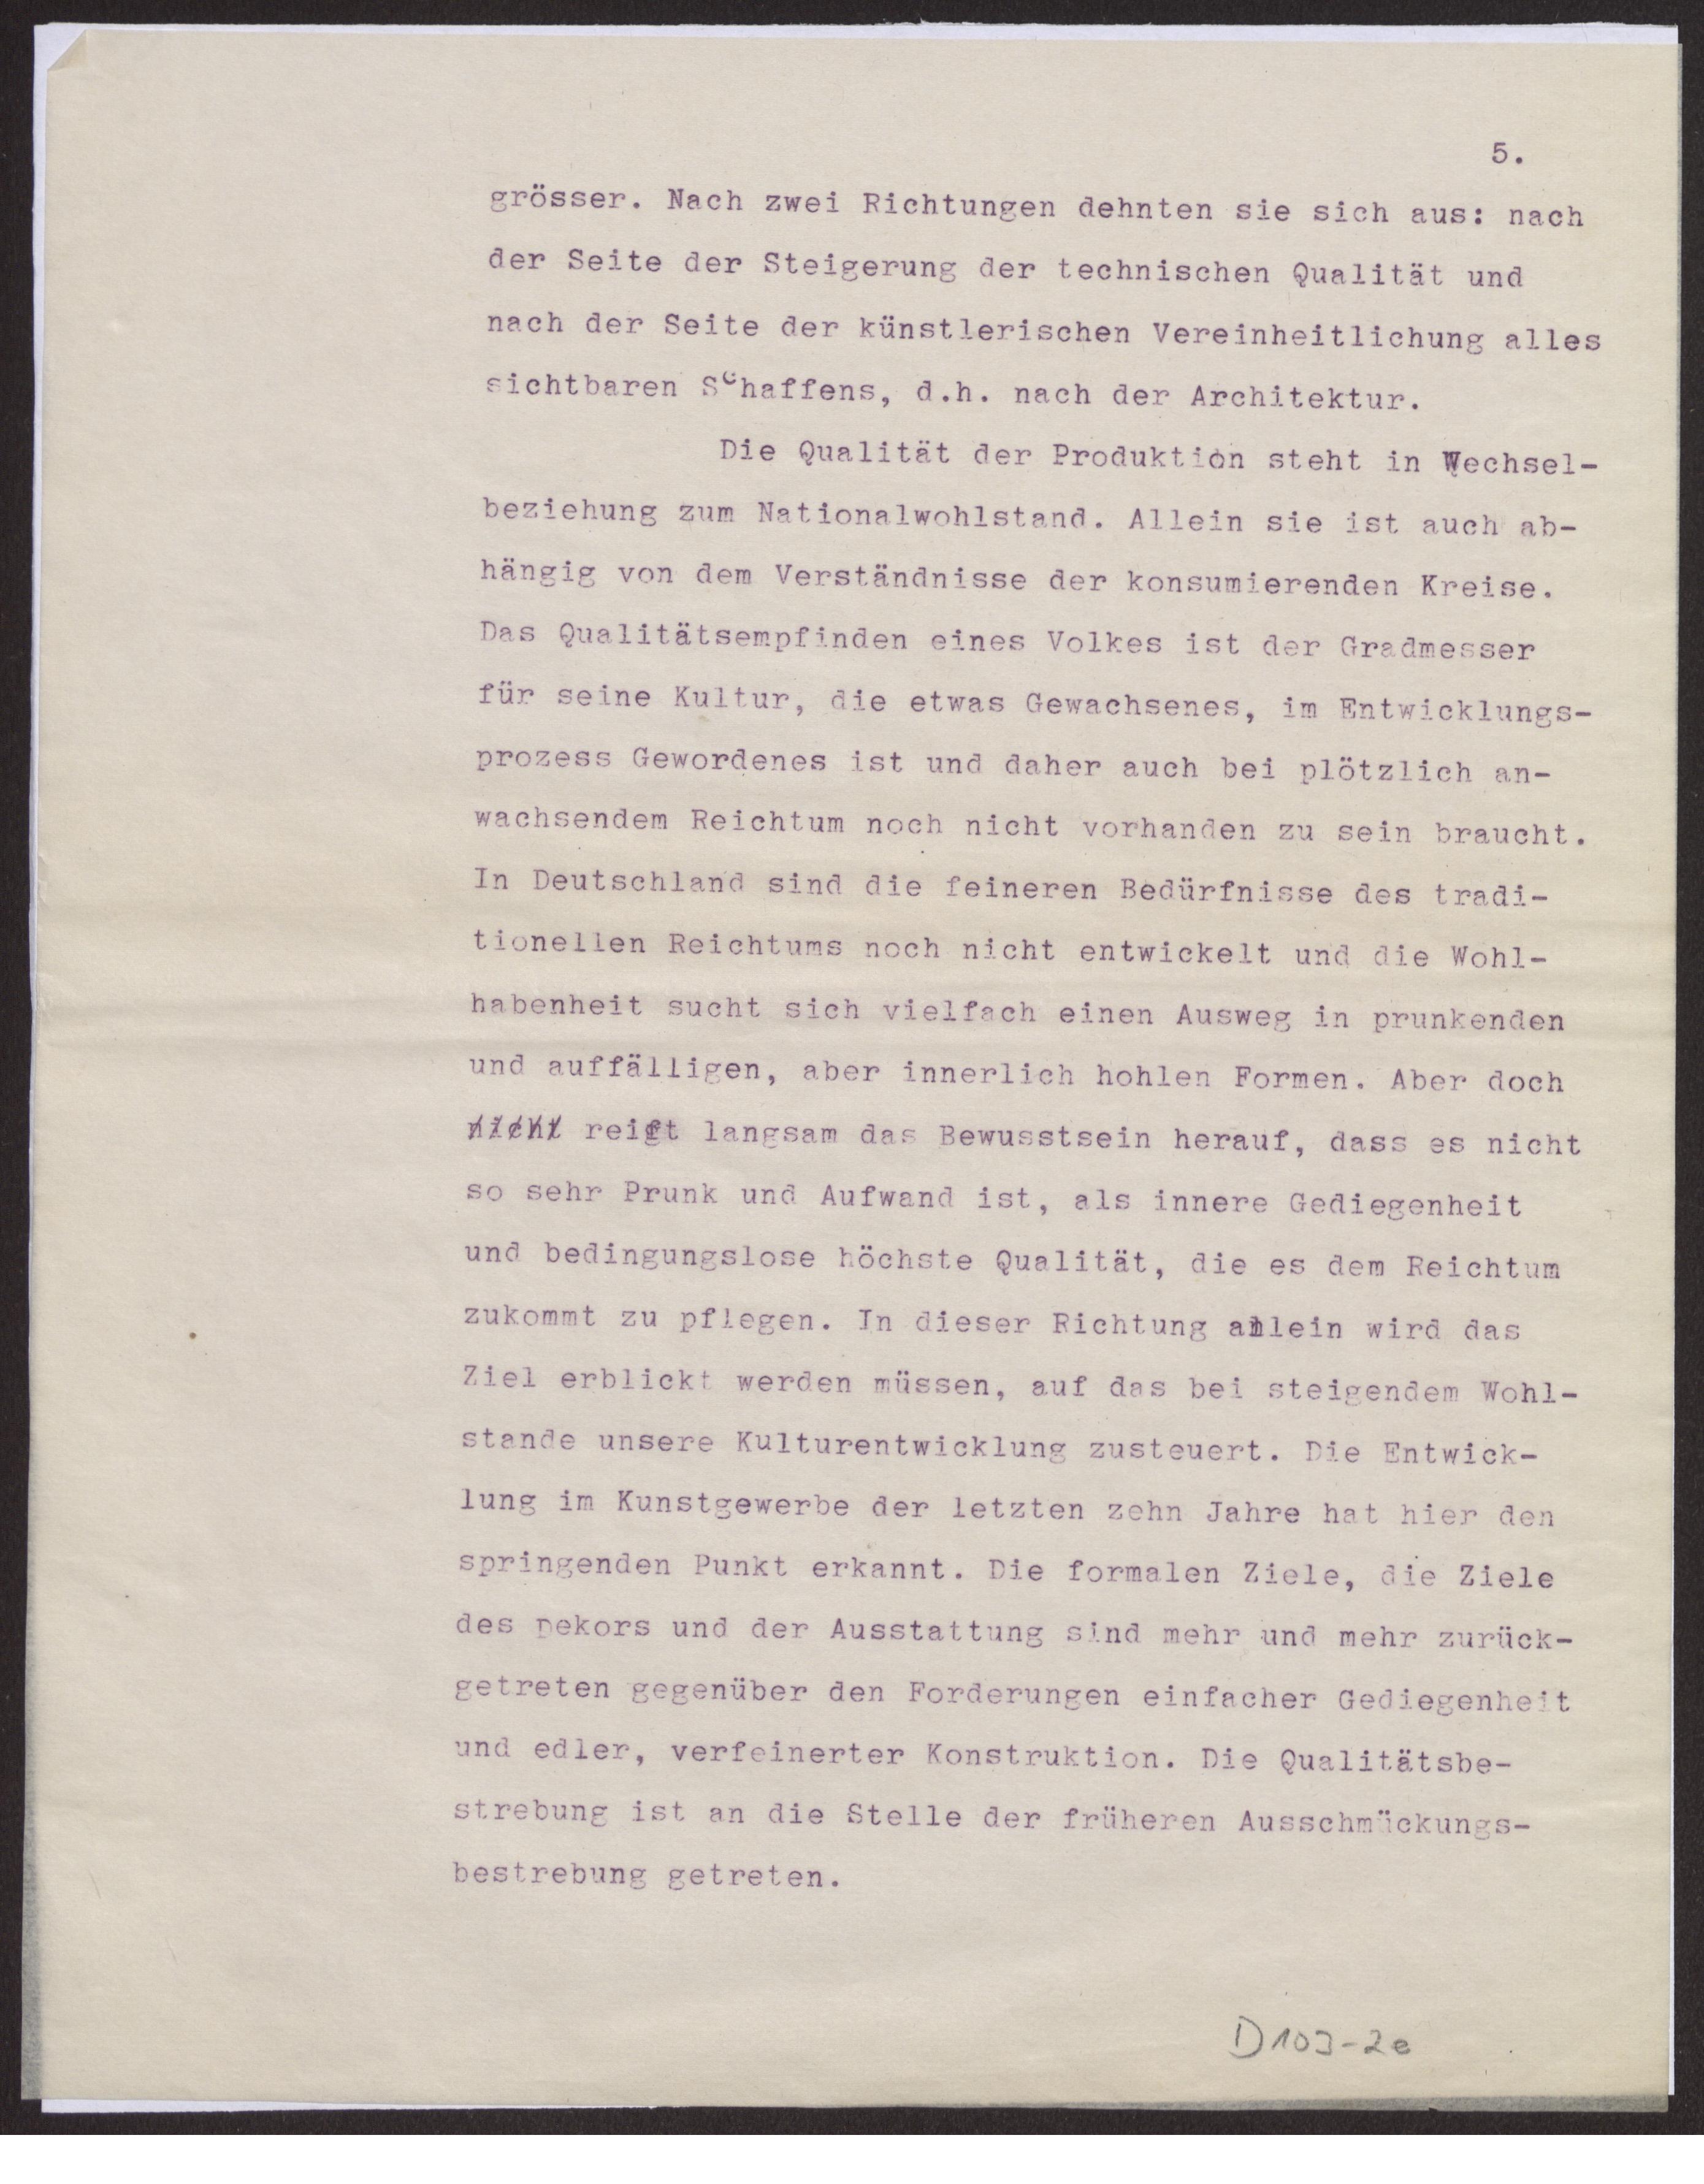 5.
grösser. Nach zwei Richtungen dehnten sie sich aus: nach
der Seite der Steigerung der technischen Qualität und
nach der Seite der künstlerischen Vereinheitlichung alles
sichtbaren Schaffens, d.h. nach der Architektur.
Die Qualität der Produktion steht in Wechsel-
beziehung zum Nationalwohlstand. Allein sie ist auch ab-
hängig von dem Verständnisse der konsumierenden Kreise.
Das Qualitätsempfinden eines Volkes ist der Gradmesser
für seine Kultur, die etwas Gewachsenes, im Entwicklungs-
prozess Gewordenes ist und daher auch bei plötzlich an-
wachsendem Reichtum noch nicht vorhanden zu sein braucht.
In Deutschland sind die feineren Bedürfnisse des tradi-
tionellen Reichtums noch nicht entwickelt und die Wohl-
habenheit sucht sich vielfach einen Ausweg in prunkenden
und auffälligen, aber innerlich hohlen Formen. Aber doch
nicht reift langsam das Bewusstsein herauf, dass es nicht
so sehr Prunk und Aufwand ist, als innere Gediegenheit
und bedingungslose höchste Qualität, die es dem Reichtum
zukommt zu pflegen. In dieser Richtung allein wird das
Ziel erblickt werden müssen, auf das bei steigendem Wohl-
stande unsere Kulturentwicklung zusteuert. Die Entwick-
lung im Kunstgewerbe der letzten zehn Jahre hat hier den
springenden Punkt erkannt. Die formalen Ziele, die Ziele
des Dekors und der Ausstattung sind mehr und mehr zurück-
getreten gegenüber den Forderungen einfacher Gediegenheit
und edler, verfeinerter Konstruktion. Die Qualitätsbe-
strebung ist an die Stelle der früheren Ausschmückungs-
bestrebung getreten.
D103-2e